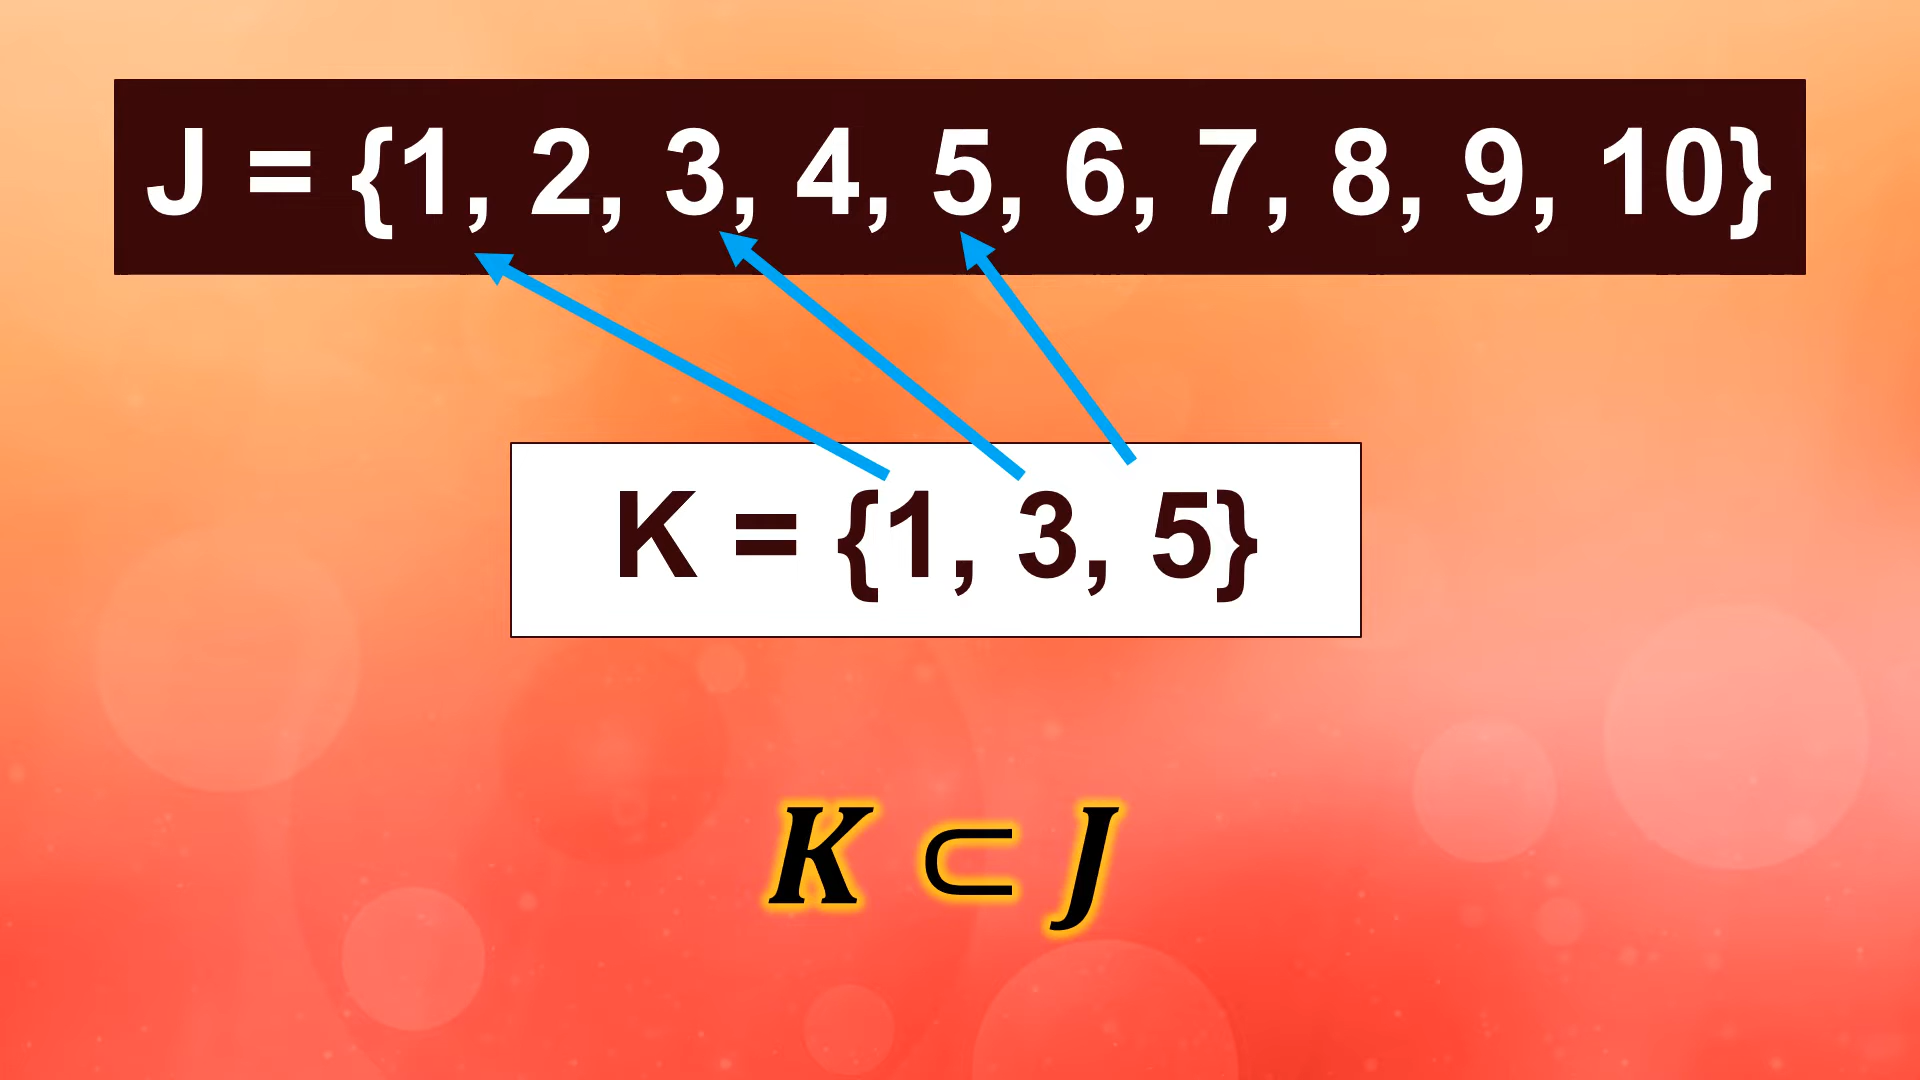 J = {1, 2, 3, 4, 5, 6, 7, 8, 9, 10}
K = {1, 3, 5}
K ⊂ J